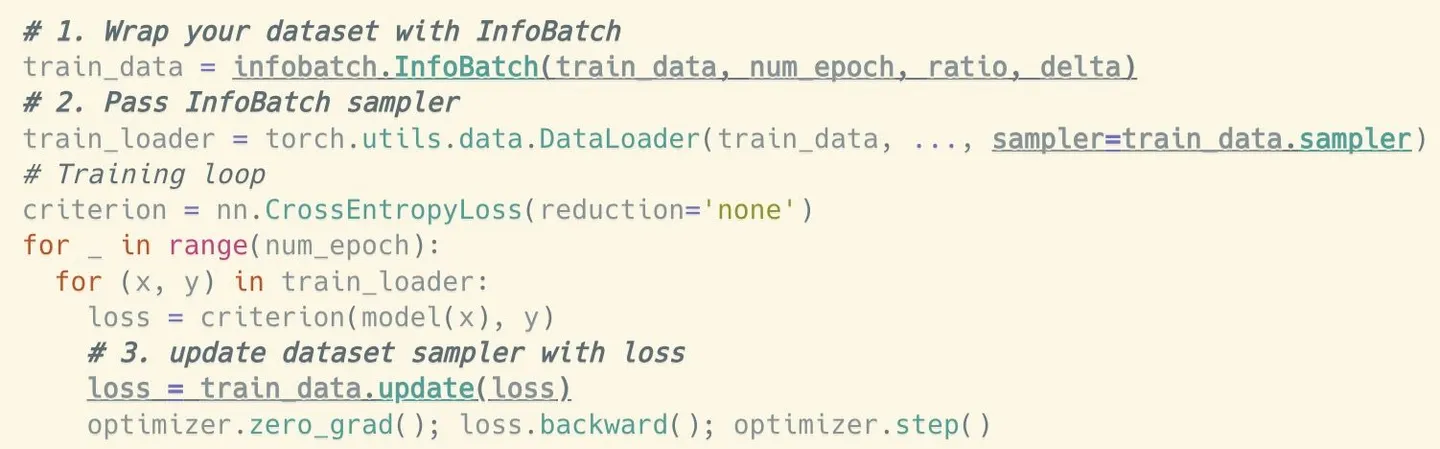 # 1. Wrap your dataset with InfoBatch
train_data = infobatch.InfoBatch(train_data, num_epoch, ratio, delta)
# 2. Pass InfoBatch sampler
train_loader = torch.utils.data.DataLoader(train_data, ..., sampler=train_data.sampler)
# Training loop
criterion = nn.CrossEntropyLoss(reduction='none')
for _ in range(num_epoch):
  for (x, y) in train_loader:
    loss = criterion(model(x), y)
    # 3. update dataset sampler with loss
    loss = train_data.update(loss)
    optimizer.zero_grad(); loss.backward(); optimizer.step()